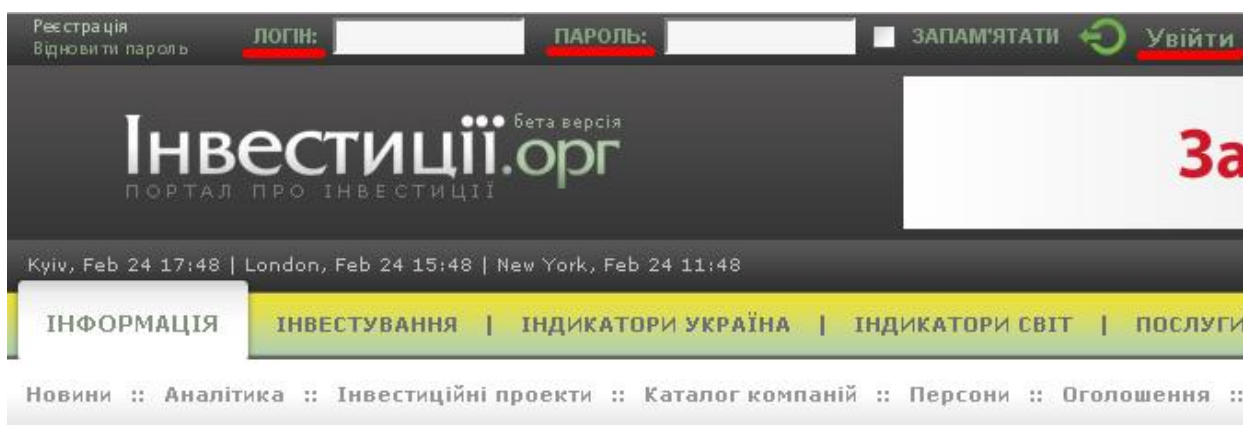 Реєстрація
Відновити пароль
ЛОГІН:
ПАРОЛЬ:
ЗАПАМ'ЯТАТИ
Увійти
Інвестиції.орг
бета версія
ПОРТАЛ ПРО ІНВЕСТИЦІЇ
За
Kyiv, Feb 24 17:48 | London, Feb 24 15:48 | New York, Feb 24 11:48
ІНФОРМАЦІЯ
ІНВЕСТУВАННЯ | ІНДИКАТОРИ УКРАЇНА | ІНДИКАТОРИ СВІТ | ПОСЛУГИ
Новини :: Аналітика :: Інвестиційні проекти :: Каталог компаній :: Персони :: Оголошення ::